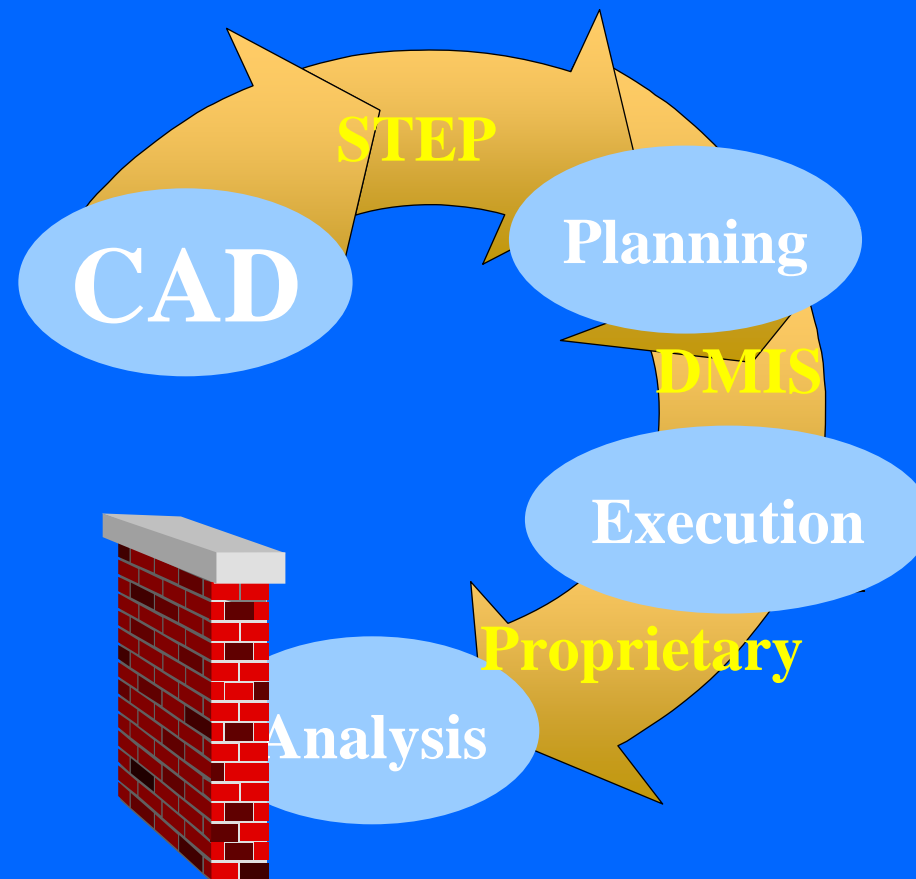 STEP
CAD
Planning
DMIS
Execution
Proprietary
Analysis